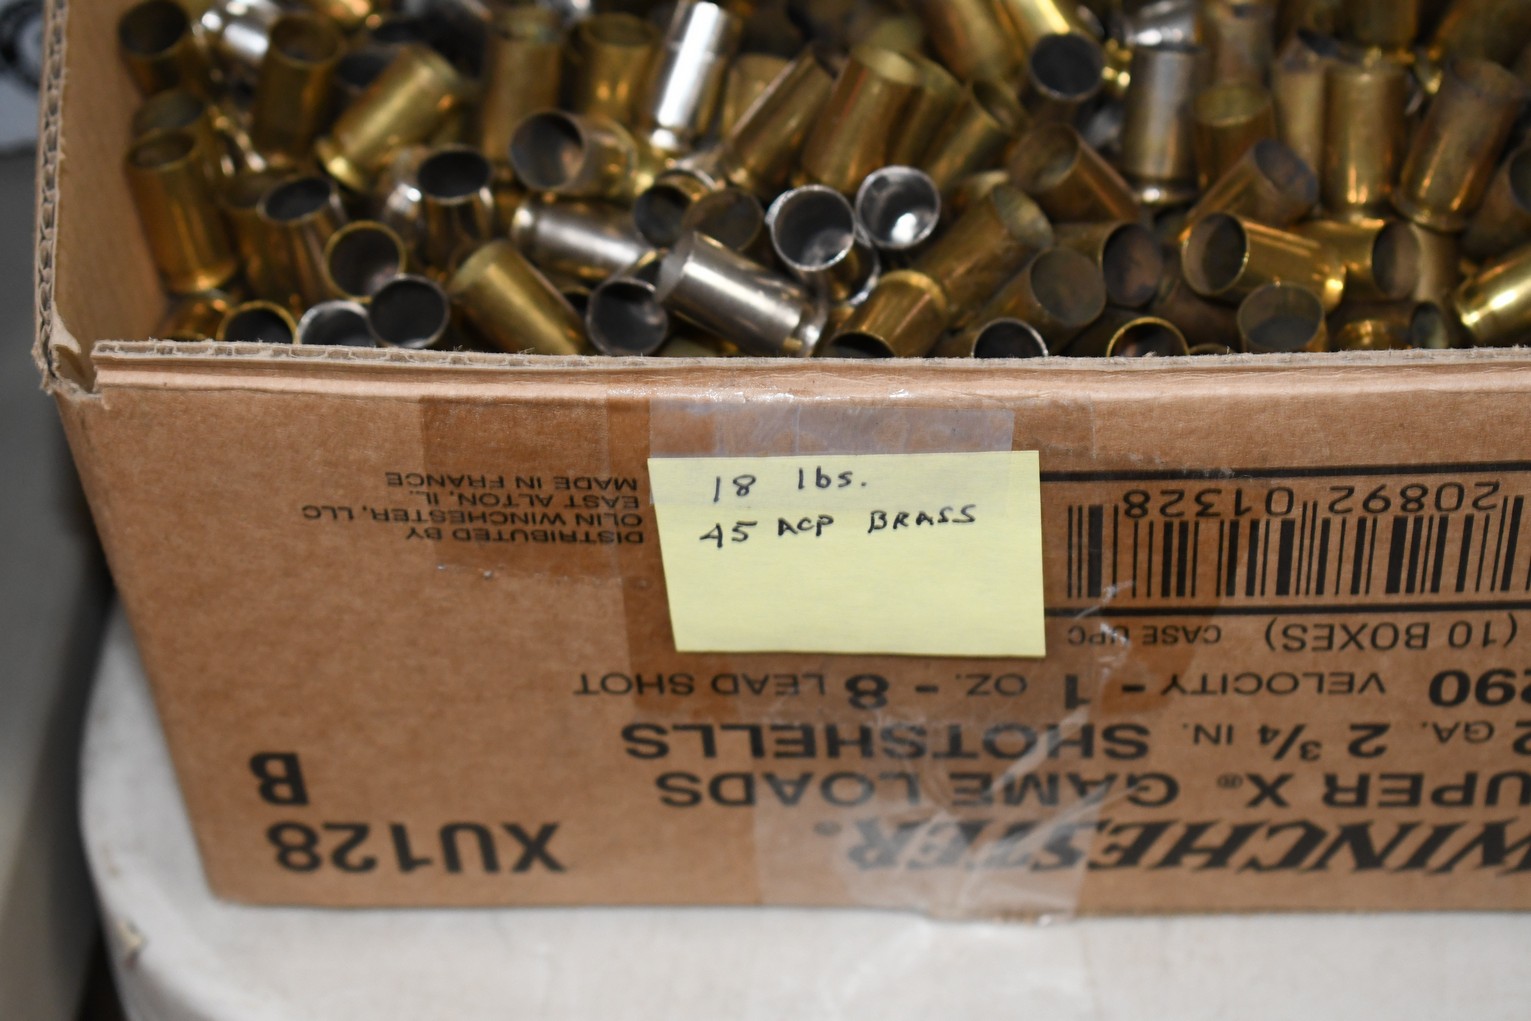 18 lbs.
45 ACP BRASS
WINCHESTER®
UPER X® GAME LOADS
GA. 2 3/4 IN. SHOTSHELLS
290 VELOCITY - 1 OZ. - 8 LEAD SHOT
(10 BOXES) CASE UPC
20892 01328
XU128
B
DISTRIBUTED BY
OLIN WINCHESTER, LLC
EAST ALTON, IL.
MADE IN FRANCE